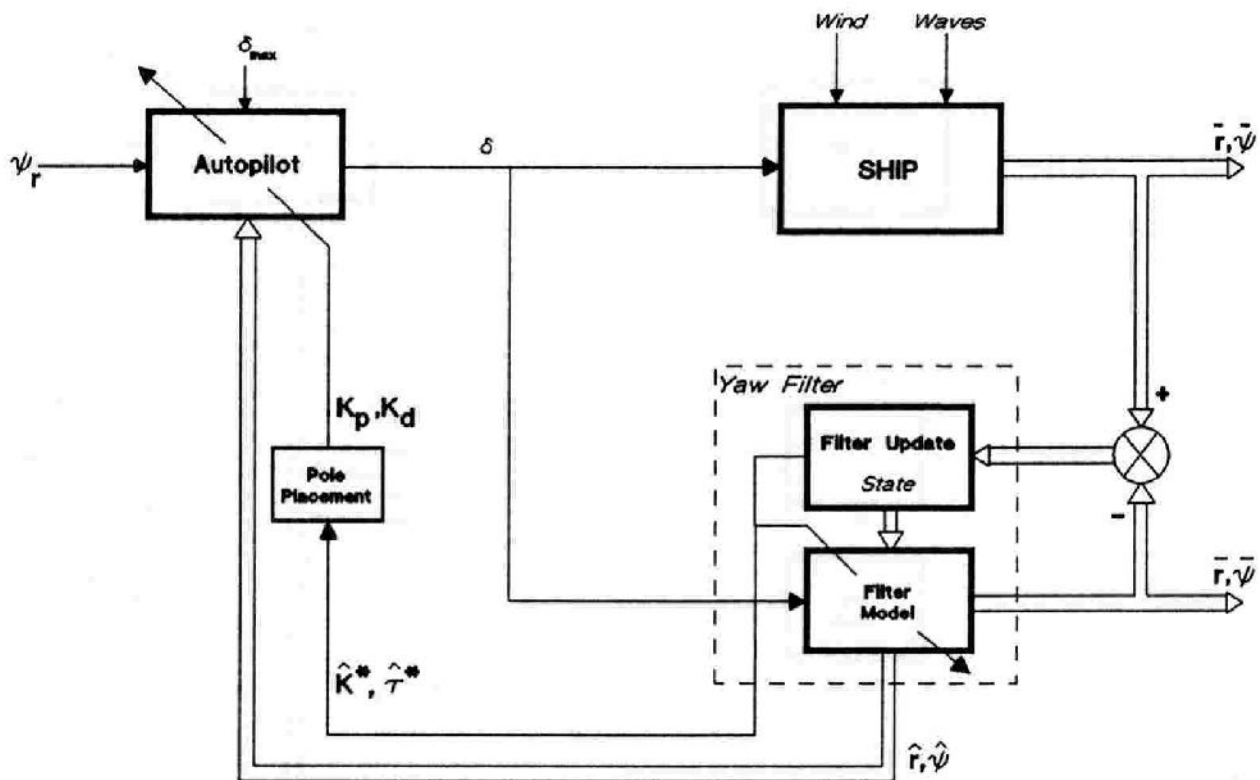 Wind Waves
δmax
ψr
Autopilot
δ
SHIP
r̄,ψ̄
Yaw Filter
+
Kp,Kd
Filter Update
State
Pole
Placement
-
Filter
Model
r̄,ψ̄
K̂*, τ̂*
r̂,ψ̂